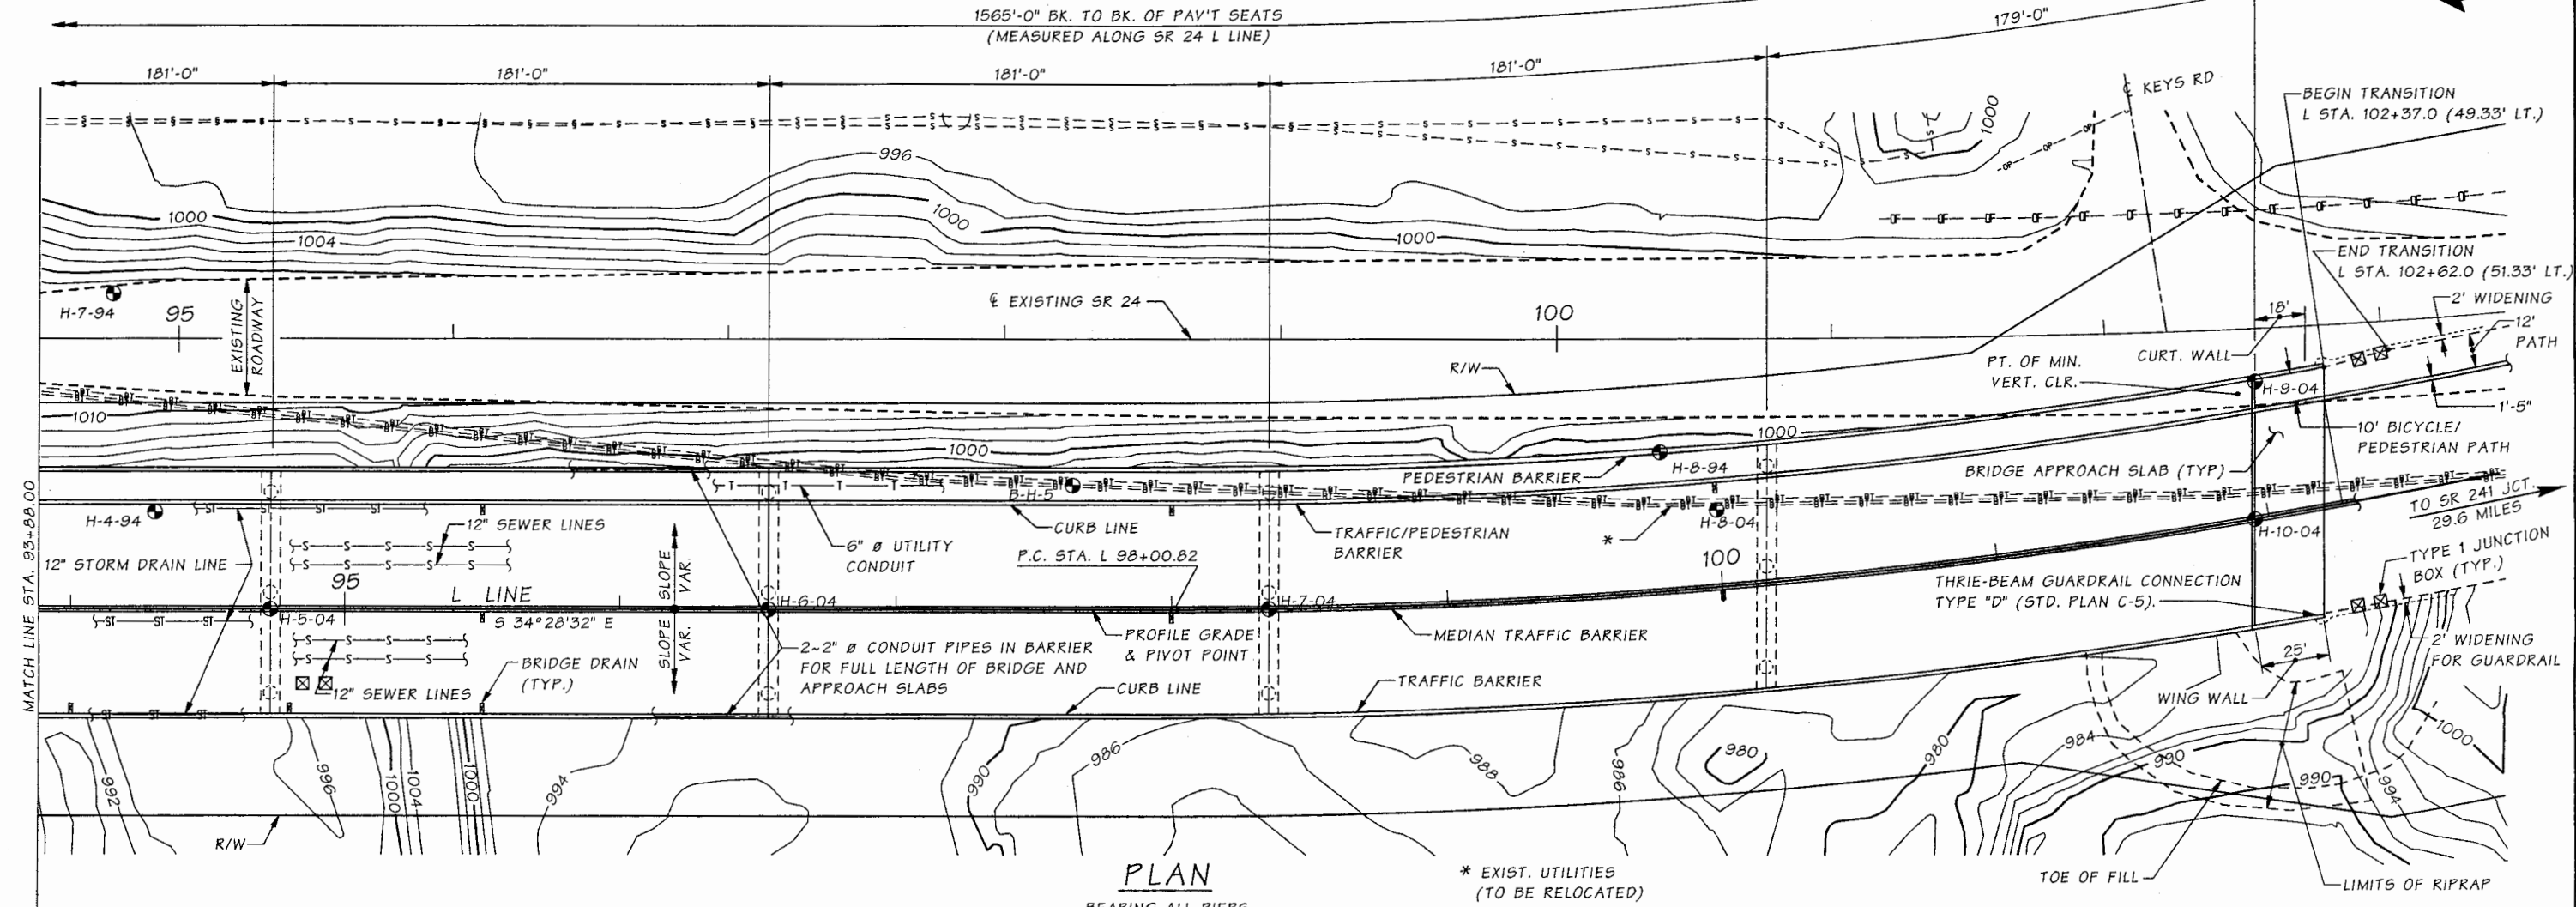 1565'-0" BK. TO BK. OF PAV'T SEATS
(MEASURED ALONG SR 24 L LINE)
179'-0"
181'-0"
181'-0"
181'-0"
181'-0"
℄ KEYS RD
BEGIN TRANSITION
L STA. 102+37.0 (49.33' LT.)
1000
996
1000
1000
1004
1000
END TRANSITION
L STA. 102+62.0 (51.33' LT.)
H-7-94
95
EXISTING
ROADWAY
℄ EXISTING SR 24
100
18'
2' WIDENING
12'
PATH
PT. OF MIN.
VERT. CLR.
CURT. WALL
R/W
H-9-04
1010
1'-5"
10' BICYCLE/
PEDESTRIAN PATH
1000
1000
H-8-94
PEDESTRIAN BARRIER
BRIDGE APPROACH SLAB (TYP)
B-H-5
H-4-94
12" SEWER LINES
CURB LINE
H-8-04
TRAFFIC/PEDESTRIAN
BARRIER
*
TO SR 241 JCT.
29.6 MILES
H-10-04
6" ø UTILITY
CONDUIT
P.C. STA. L 98+00.82
12" STORM DRAIN LINE
95
L LINE
S 34°28'32" E
SLOPE VAR.
SLOPE VAR.
100
TYPE 1 JUNCTION
BOX (TYP.)
THRIE-BEAM GUARDRAIL CONNECTION
TYPE "D" (STD. PLAN C-5).
H-5-04
H-6-04
H-7-04
PROFILE GRADE
& PIVOT POINT
MEDIAN TRAFFIC BARRIER
2~2" ø CONDUIT PIPES IN BARRIER
FOR FULL LENGTH OF BRIDGE AND
APPROACH SLABS
2' WIDENING
FOR GUARDRAIL
25'
BRIDGE DRAIN
(TYP.)
12" SEWER LINES
CURB LINE
TRAFFIC BARRIER
WING WALL
MATCH LINE STA. 93+88.00
992
996
1000
1004
1000
994
990
986
988
986
980
980
984
990
990
994
1000
R/W
PLAN
BEARING ALL PIERS
* EXIST. UTILITIES
(TO BE RELOCATED)
TOE OF FILL
LIMITS OF RIPRAP